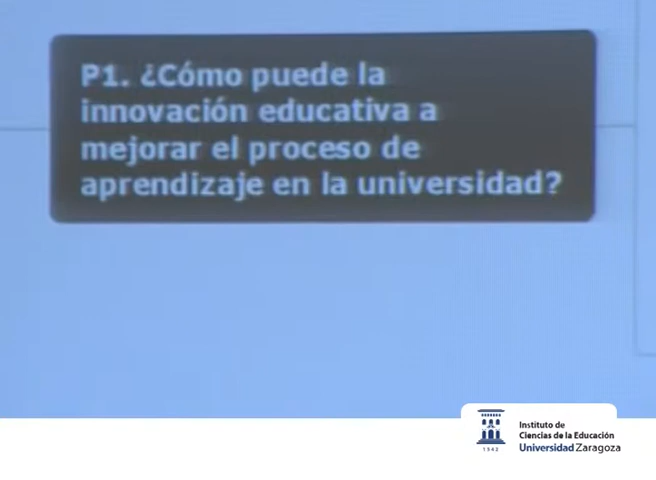 P1. ¿Cómo puede la
innovación educativa a
mejorar el proceso de
aprendizaje en la universidad?
Instituto de
Ciencias de la Educación
Universidad Zaragoza
1542